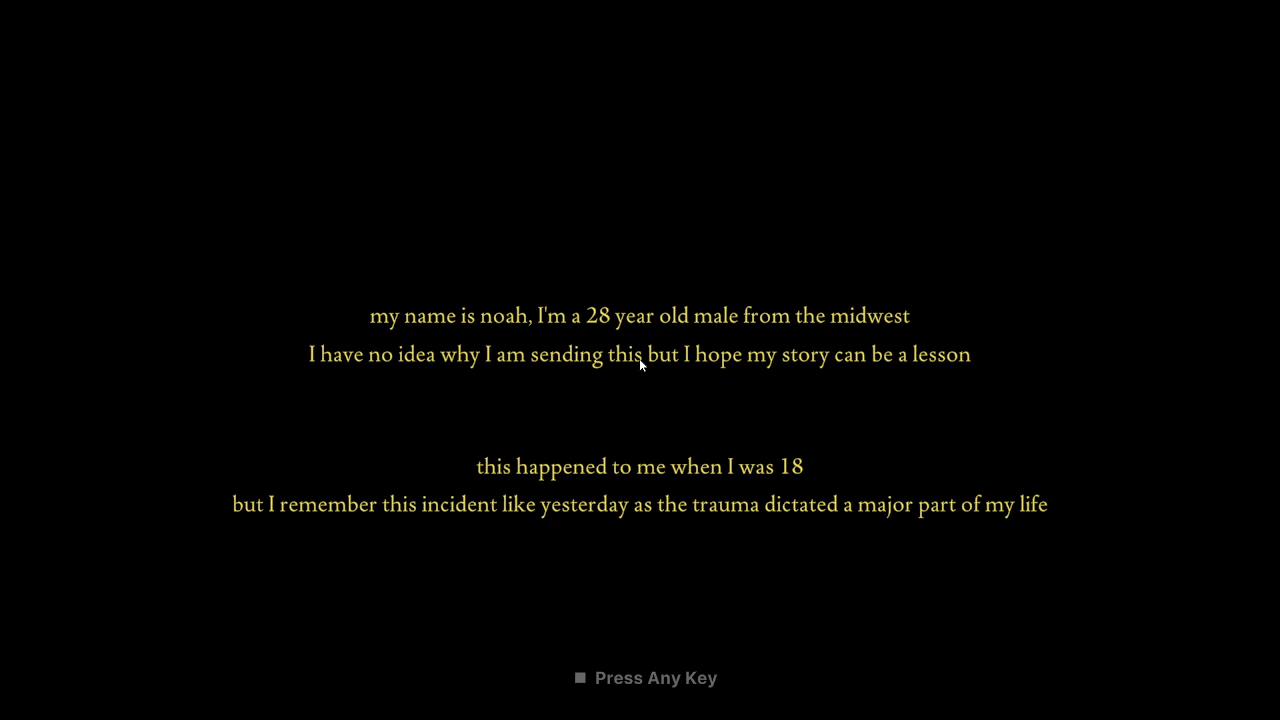 my name is noah, I'm a 28 year old male from the midwest
I have no idea why I am sending this but I hope my story can be a lesson
this happened to me when I was 18
but I remember this incident like yesterday as the trauma dictated a major part of my life
Press Any Key